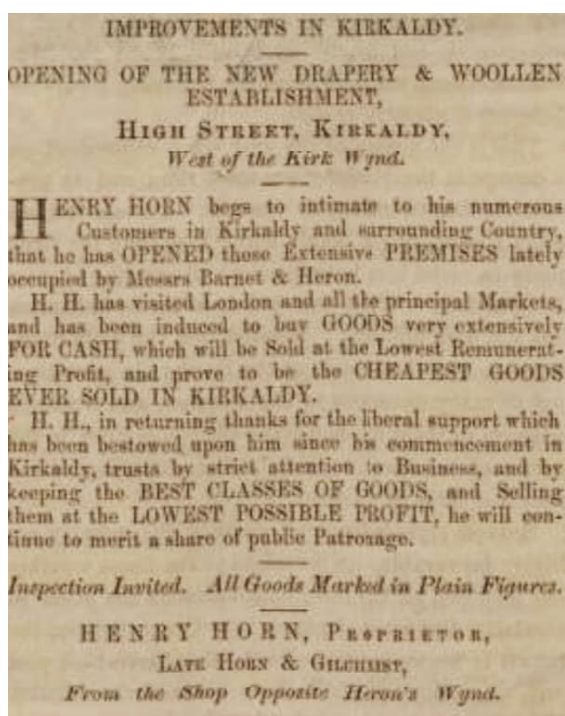 IMPROVEMENTS IN KIRKALDY.
OPENING OF THE NEW DRAPERY & WOOLLEN
ESTABLISHMENT,
HIGH STREET, KIRKALDY,
West of the Kirk Wynd.
HENRY HORN begs to intimate to his numerous
Customers in Kirkaldy and surrounding Country,
that he has OPENED those Extensive PREMISES lately
occupied by Messrs Barnet & Heron.
H. H. has visited London and all the principal Markets,
and has been induced to buy GOODS very extensively
FOR CASH, which will be Sold at the Lowest Remunerat-
ing Profit, and prove to be the CHEAPEST GOODS
EVER SOLD IN KIRKALDY.
H. H., in returning thanks for the liberal support which
has been bestowed upon him since his commencement in
Kirkaldy, trusts by strict attention to Business, and by
keeping the BEST CLASSES OF GOODS, and Selling
them at the LOWEST POSSIBLE PROFIT, he will con-
tinue to merit a share of public Patronage.
Inspection Invited. All Goods Marked in Plain Figures.
HENRY HORN, PROPRIETOR,
LATE HORN & GILCHRIST,
From the Shop Opposite Heron's Wynd.